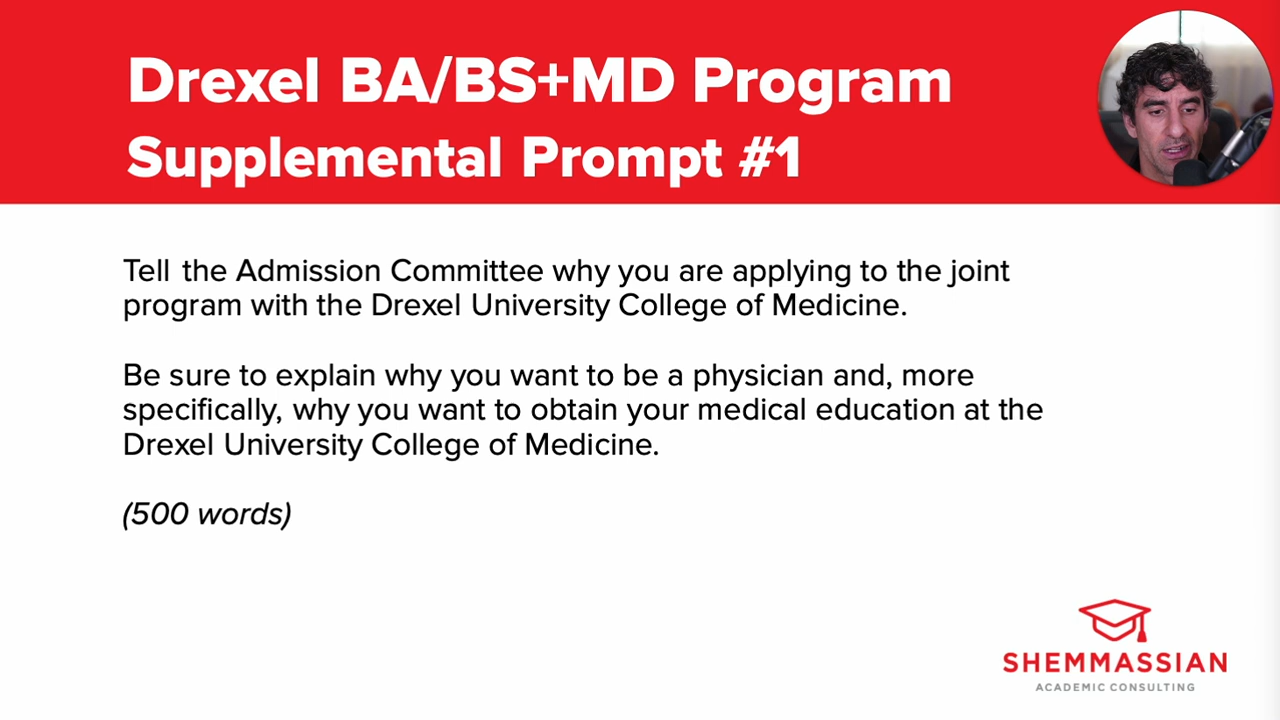 Drexel BA/BS+MD Program
Supplemental Prompt #1
Tell the Admission Committee why you are applying to the joint
program with the Drexel University College of Medicine.
Be sure to explain why you want to be a physician and, more
specifically, why you want to obtain your medical education at the
Drexel University College of Medicine.
(500 words)
SHEMMASSIAN
ACADEMIC CONSULTING